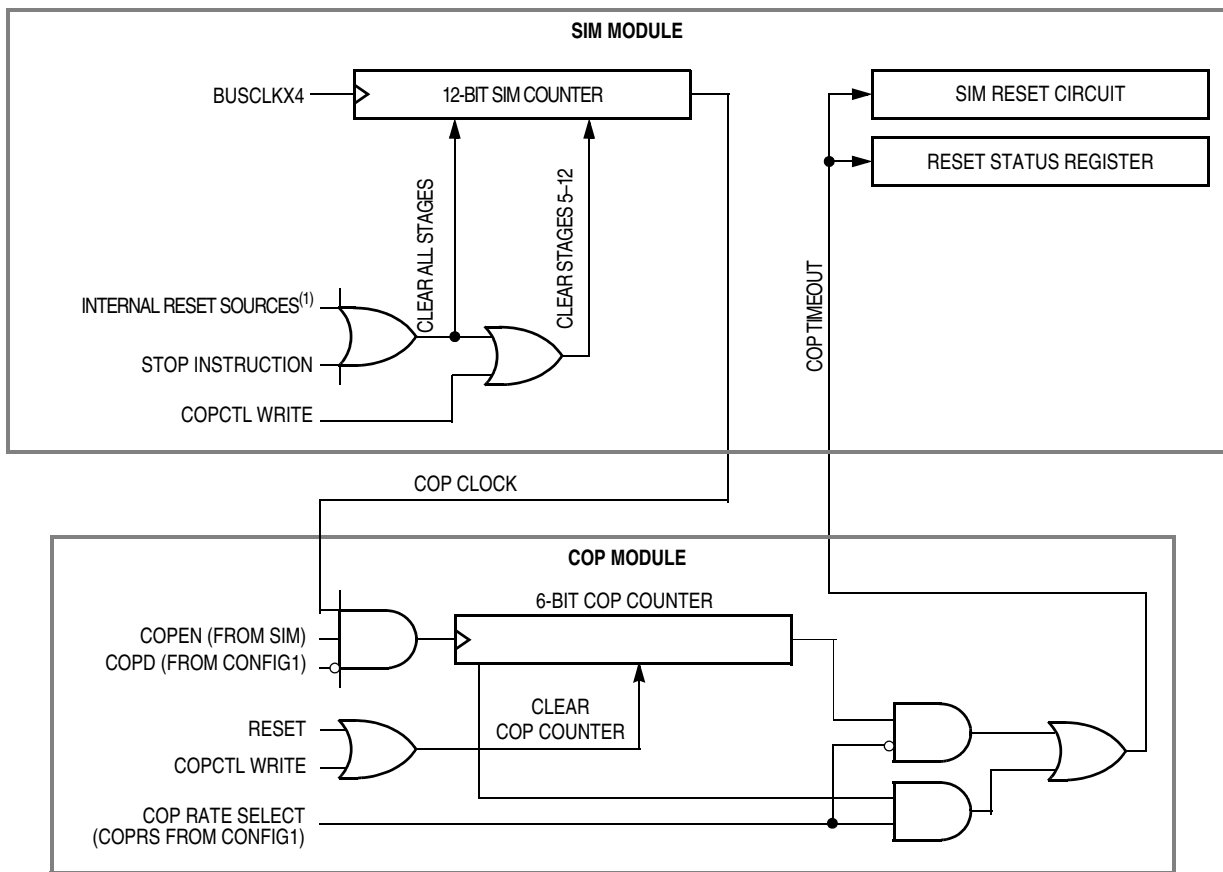 SIM MODULE
BUSCLKX4
12-BIT SIM COUNTER
SIM RESET CIRCUIT
RESET STATUS REGISTER
CLEAR ALL STAGES
CLEAR STAGES 5–12
INTERNAL RESET SOURCES(1)
STOP INSTRUCTION
COPCTL WRITE
COP TIMEOUT
COP CLOCK
COP MODULE
6-BIT COP COUNTER
COPEN (FROM SIM)
COPD (FROM CONFIG1)
CLEAR
COP COUNTER
RESET
COPCTL WRITE
COP RATE SELECT
(COPRS FROM CONFIG1)